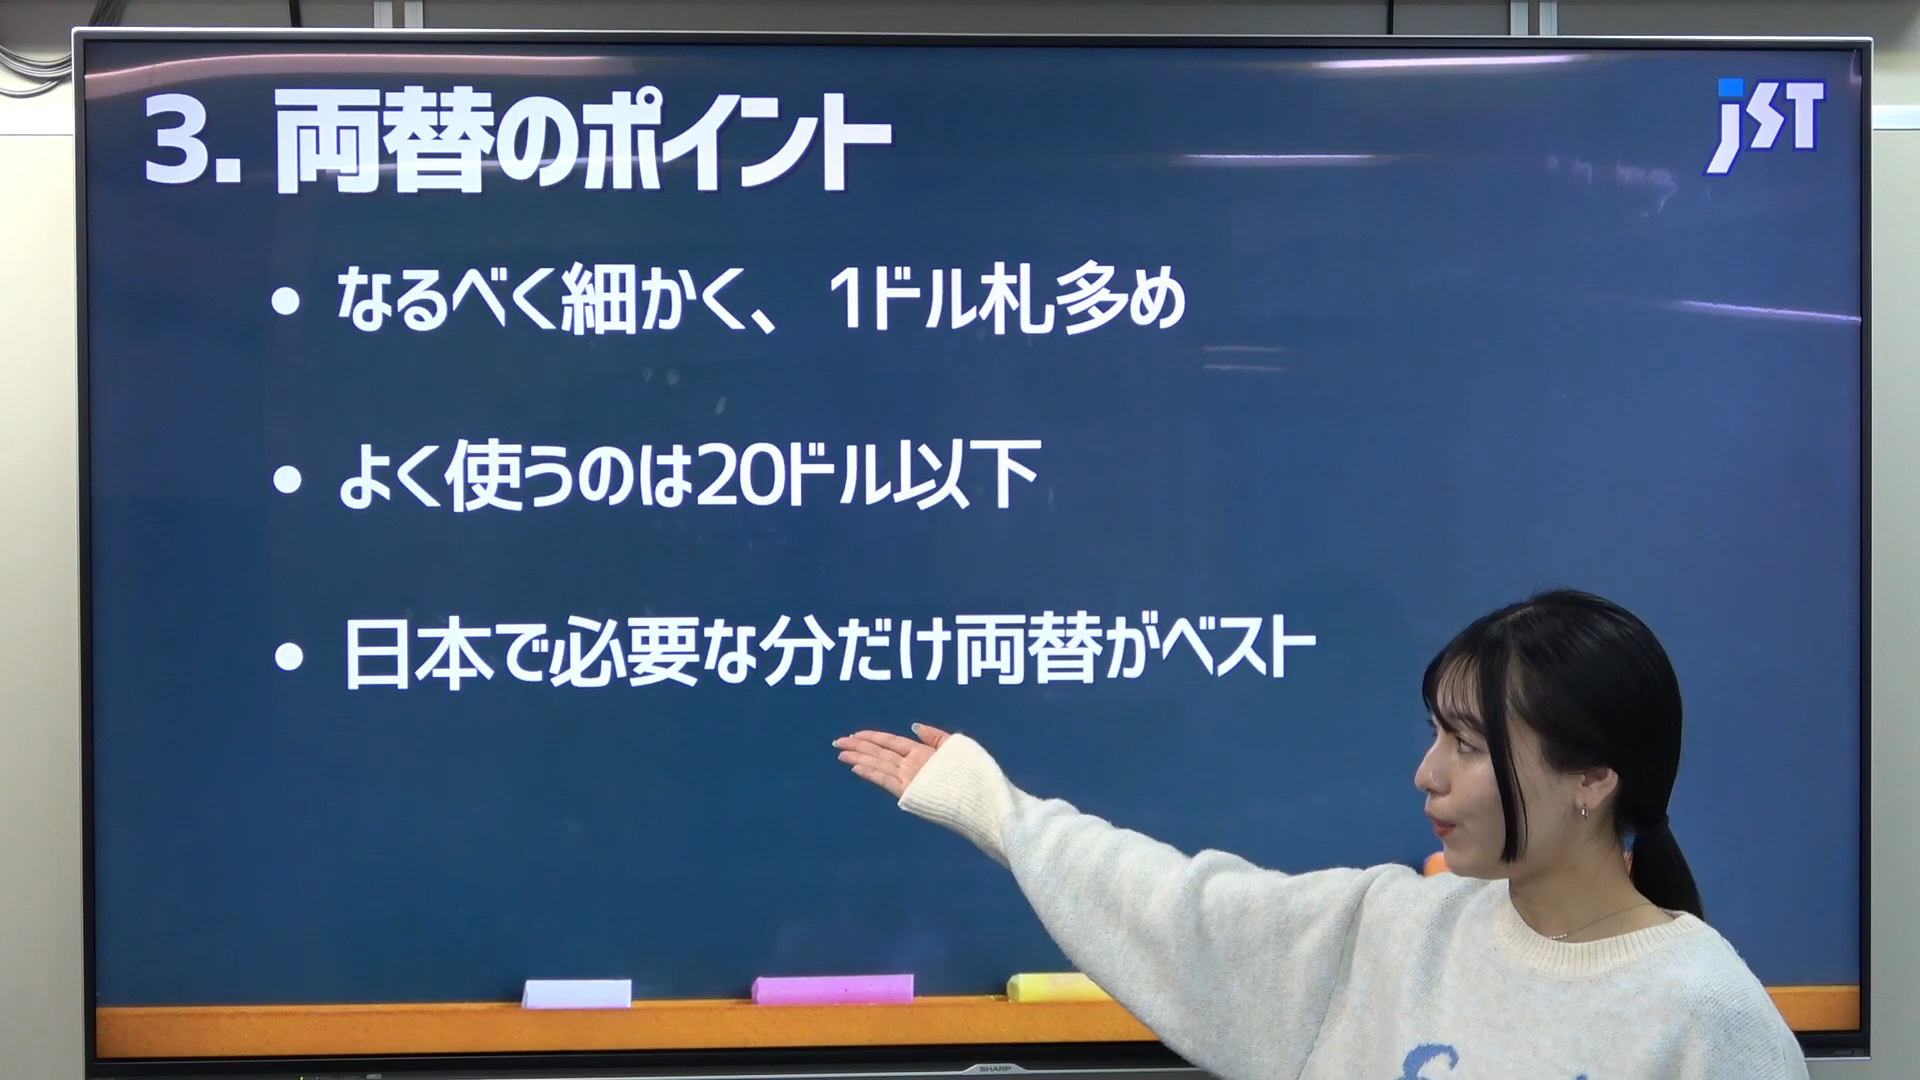 3. 両替のポイント
jST
• なるべく細かく、1ドル札多め
• よく使うのは20ドル以下
• 日本で必要な分だけ両替がベスト
SHARP